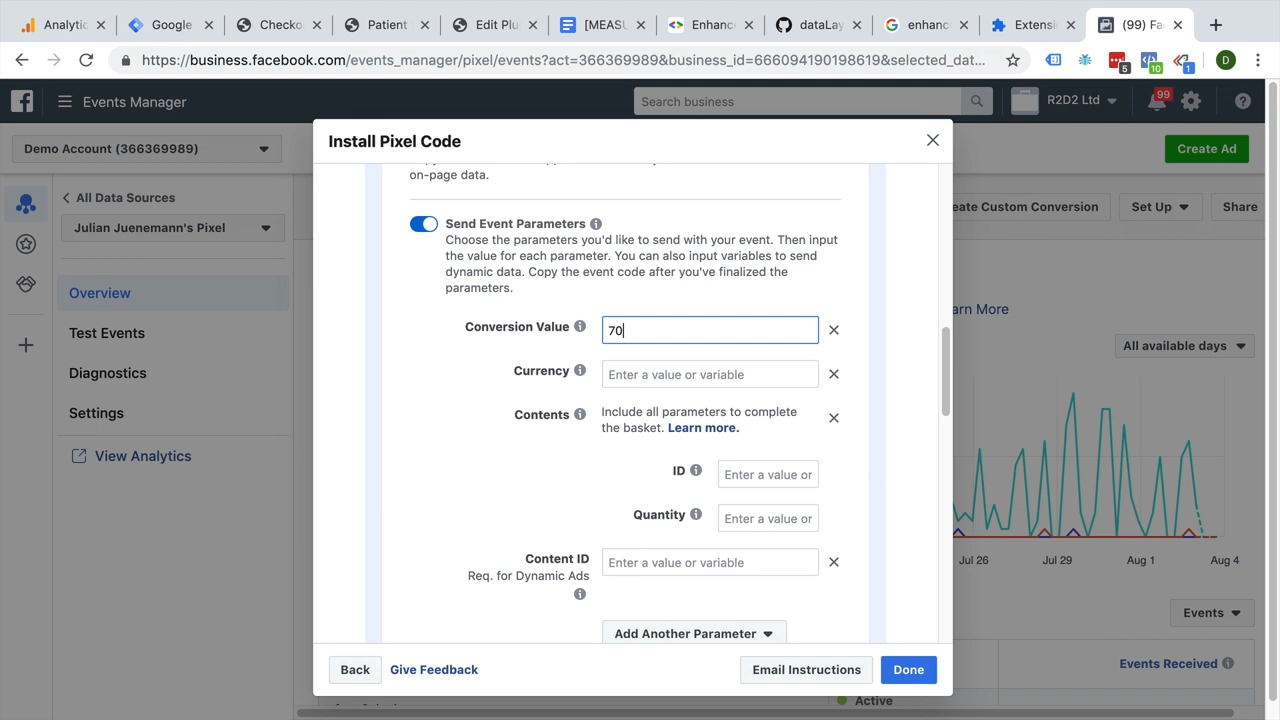 Analytic
Google
Checko
Patient
Edit Plu
[MEASU
Enhanc
dataLay
enhanc
Extensi
(99) Fa
https://business.facebook.com/events_manager/pixel/events?act=366369989&business_id=666094190198619&selected_dat...
5
10
1
D
Events Manager
Search business
R2D2 Ltd
99
Demo Account (366369989)
Install Pixel Code
Create Ad
All Data Sources
Julian Juenemann's Pixel
Overview
Test Events
Diagnostics
Settings
View Analytics
on-page data.
Send Event Parameters
Choose the parameters you'd like to send with your event. Then input
the value for each parameter. You can also input variables to send
dynamic data. Copy the event code after you've finalized the
parameters.
Conversion Value
70
Currency
Enter a value or variable
Contents
Include all parameters to complete
the basket. Learn more.
ID
Enter a value or
Quantity
Enter a value or
Content ID
Req. for Dynamic Ads
Enter a value or variable
Add Another Parameter
Back
Give Feedback
Email Instructions
Done
eate Custom Conversion
Set Up
Share
arn More
All available days
Jul 26
Jul 29
Aug 1
Aug 4
Events
Events Received
Active